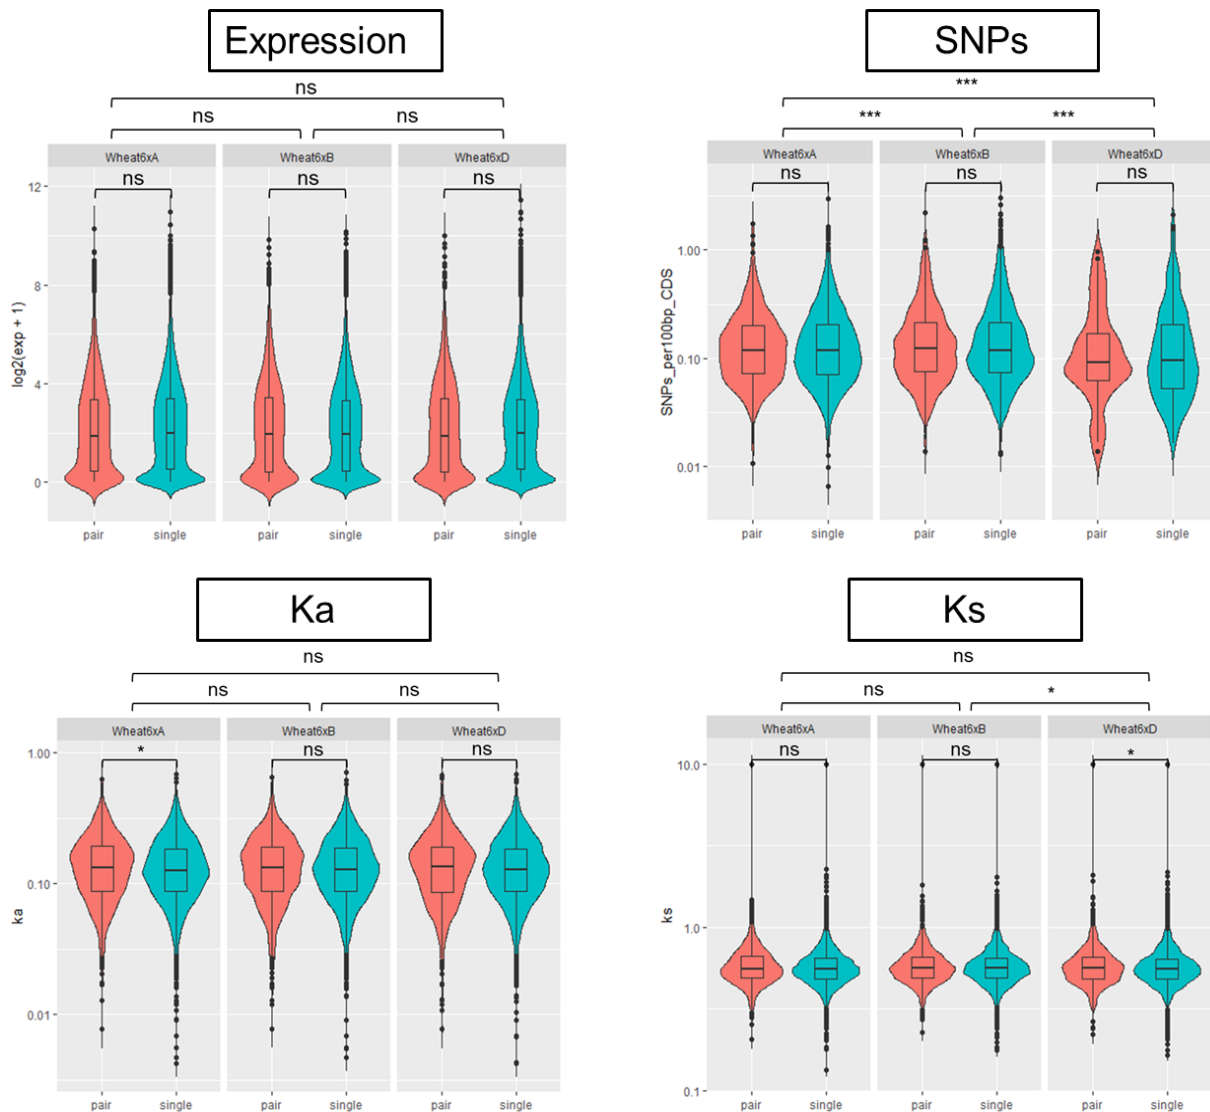 Expression
ns
ns ns
Wheat6xA Wheat6xB Wheat6xD
ns ns ns
12
8
4
0
log2(exp + 1)
pair single pair single pair single
SNPs
***
*** ***
Wheat6xA Wheat6xB Wheat6xD
ns ns ns
1.00
0.10
0.01
SNPs_per100bp_CDS
pair single pair single pair single
Ka
ns
ns ns
Wheat6xA Wheat6xB Wheat6xD
* ns ns
1.00
0.10
0.01
ka
pair single pair single pair single
Ks
ns
ns *
Wheat6xA Wheat6xB Wheat6xD
ns ns *
10.0
1.0
0.1
ks
pair single pair single pair single